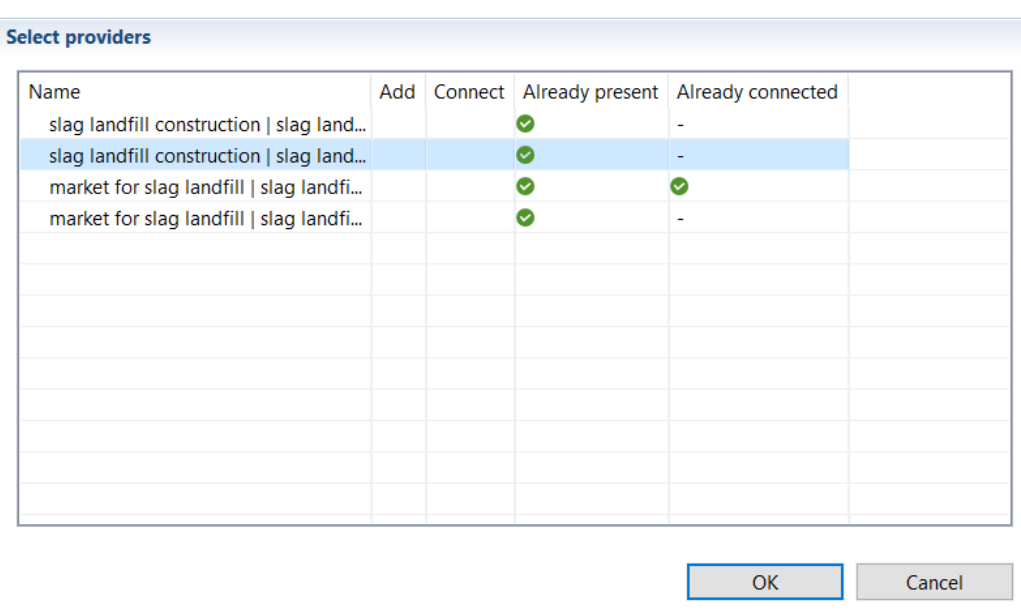 Select providers
Name Add Connect Already present Already connected
slag landfill construction | slag land... -
slag landfill construction | slag land... -
market for slag landfill | slag landfi...
market for slag landfill | slag landfi... -
OK Cancel